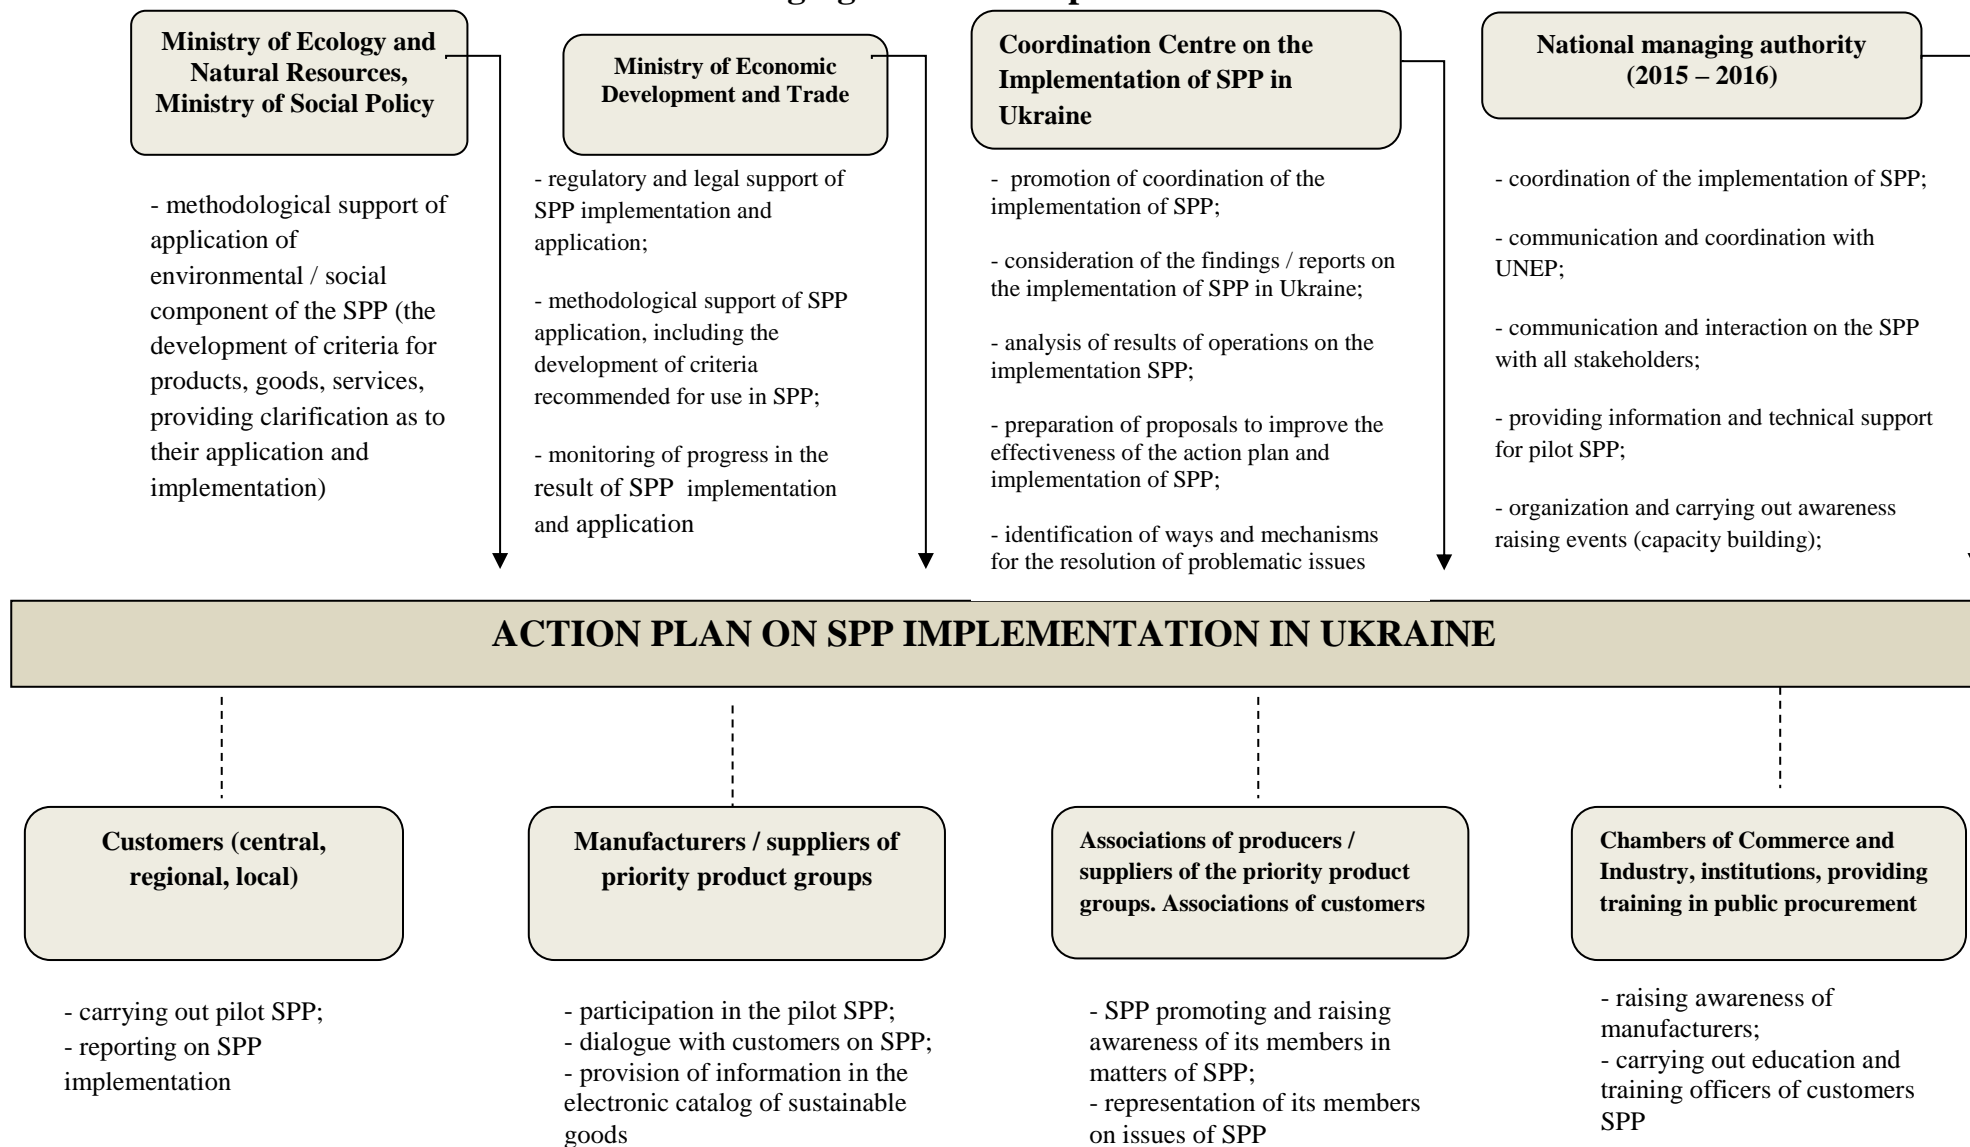 Ministry of Ecology and
Natural Resources,
Ministry of Social Policy
- methodological support of
application of
environmental / social
component of the SPP (the
development of criteria for
products, goods, services,
providing clarification as to
their application and
implementation)
Ministry of Economic
Development and Trade
- regulatory and legal support of
SPP implementation and
application;
- methodological support of SPP
application, including the
development of criteria
recommended for use in SPP;
- monitoring of progress in the
result of SPP implementation
and application
Coordination Centre on the
Implementation of SPP in
Ukraine
- promotion of coordination of the
implementation of SPP;
- consideration of the findings / reports on
the implementation of SPP in Ukraine;
- analysis of results of operations on the
implementation SPP;
- preparation of proposals to improve the
effectiveness of the action plan and
implementation of SPP;
- identification of ways and mechanisms
for the resolution of problematic issues
National managing authority
(2015 – 2016)
- coordination of the implementation of SPP;
- communication and coordination with
UNEP;
- communication and interaction on the SPP
with all stakeholders;
- providing information and technical support
for pilot SPP;
- organization and carrying out awareness
raising events (capacity building);
ACTION PLAN ON SPP IMPLEMENTATION IN UKRAINE
Customers (central,
regional, local)
- carrying out pilot SPP;
- reporting on SPP
implementation
Manufacturers / suppliers of
priority product groups
- participation in the pilot SPP;
- dialogue with customers on SPP;
- provision of information in the
electronic catalog of sustainable
goods
Associations of producers /
suppliers of the priority product
groups. Associations of customers
- SPP promoting and raising
awareness of its members in
matters of SPP;
- representation of its members
on issues of SPP
Chambers of Commerce and
Industry, institutions, providing
training in public procurement
- raising awareness of
manufacturers;
- carrying out education and
training officers of customers
SPP